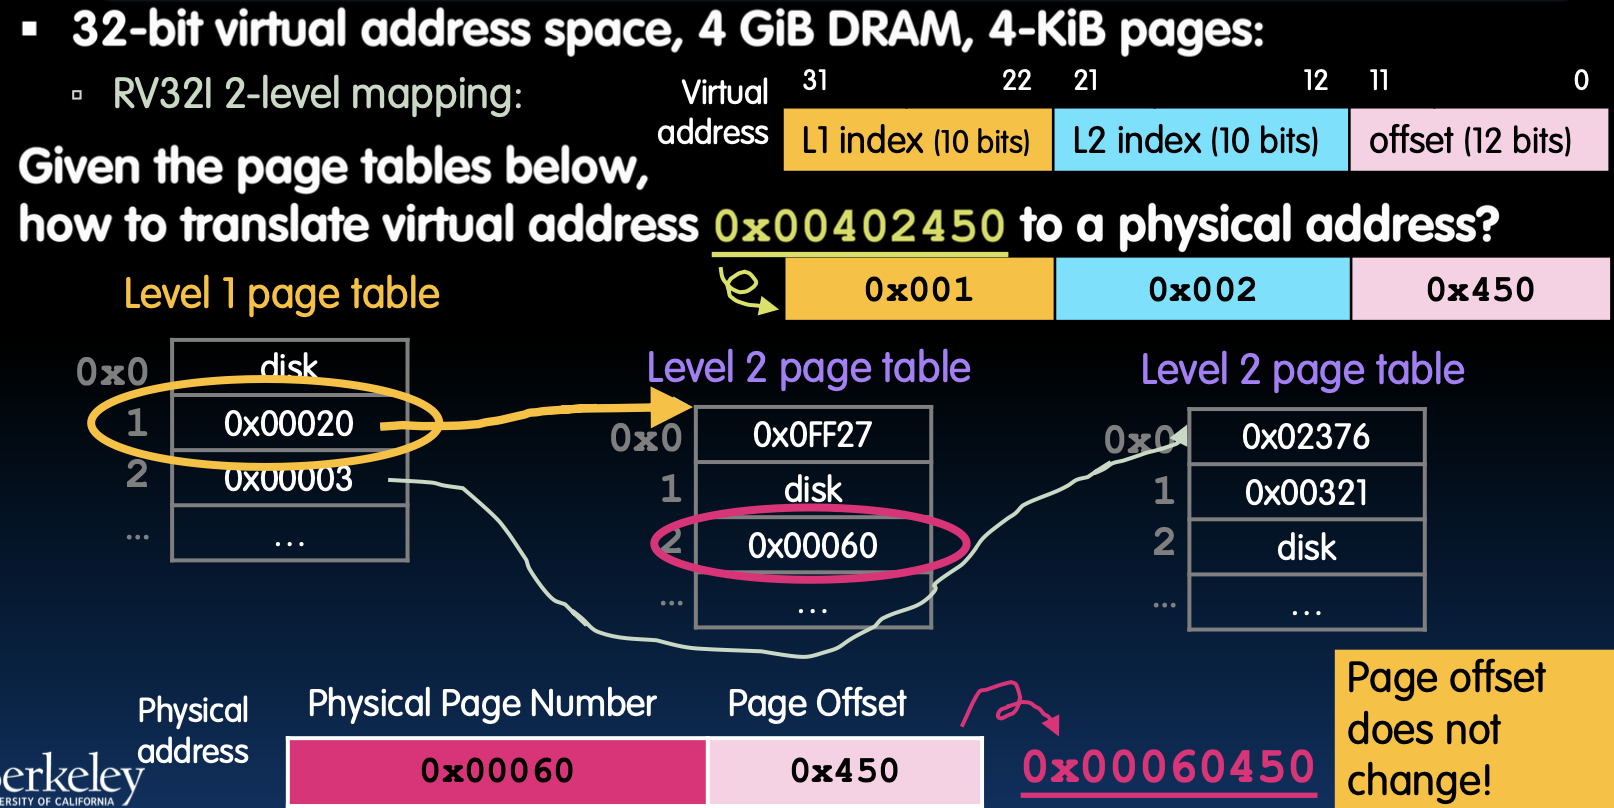 ▪ 32-bit virtual address space, 4 GiB DRAM, 4-KiB pages:
▫ RV32I 2-level mapping:
Virtual address
31 22 21 12 11 0
L1 index (10 bits) L2 index (10 bits) offset (12 bits)
Given the page tables below,
how to translate virtual address 0x00402450 to a physical address?
0x001 0x002 0x450
Level 1 page table
0x0 disk
1 0x00020
2 0x00003
... ...
Level 2 page table
0x0 0x0FF27
1 disk
2 0x00060
... ...
Level 2 page table
0x0 0x02376
1 0x00321
2 disk
... ...
Physical address
Physical Page Number Page Offset
0x00060 0x450
0x00060450
Page offset
does not
change!
erkeley
ERSITY OF CALIFORNIA